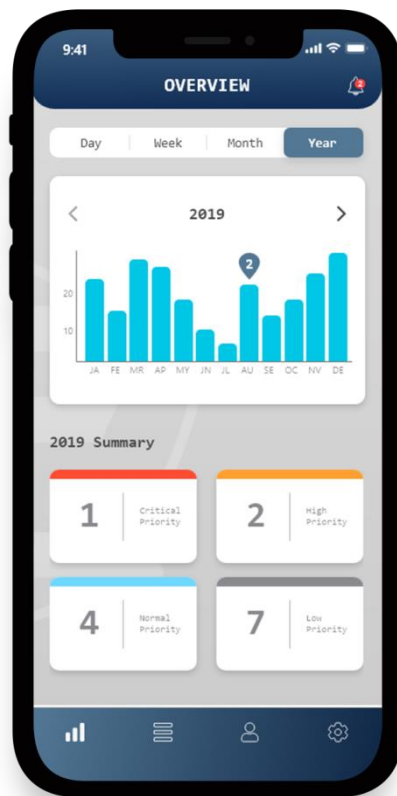 9:41
OVERVIEW
2
Day Week Month Year
2019
2
20
10
JA FE MR AP MY JN JL AU SE OC NV DE
2019 Summary
1 Critical
Priority
2 High
Priority
4 Normal
Priority
7 Low
Priority